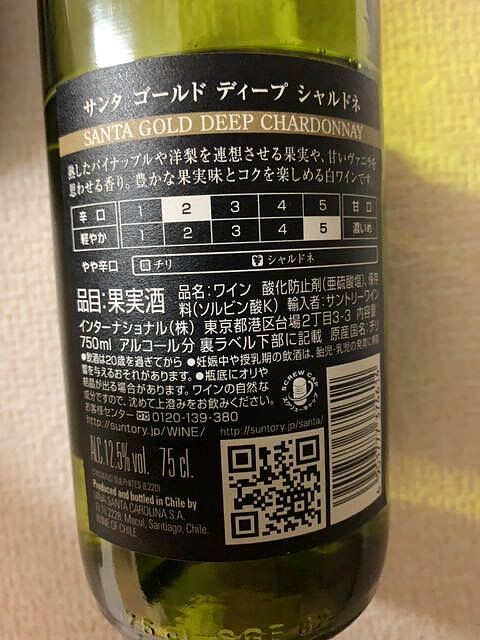 サンタ ゴールド ディープ シャルドネ
SANTA GOLD DEEP CHARDONNAY
熟したパイナップルや洋梨を連想させる果実や、甘いヴァニラを
思わせる香り。豊かな果実味とコクを楽しめる白ワインです。
辛口 1 2 3 4 5 甘口
軽やか 1 2 3 4 5 濃いめ
やや辛口 チリ シャルドネ
品目:果実酒 品名:ワイン 酸化防止剤(亜硫酸塩)、保存
料(ソルビン酸K) 輸入者:サントリーワイン
インターナショナル(株) 東京都港区台場2丁目3-3 内容量
750ml アルコール分 裏ラベル下部に記載 原産国名:チリ
●飲酒は20歳を過ぎてから ●妊娠中や授乳期の飲酒は、胎児・乳児の発育に悪影
響を与えるおそれがあります。 ●瓶底にオリや
結晶が出る場合があります。ワインの自然な
成分ですので、沈めて上澄みをお飲みください。
SCREW CAP
お客様センター 0120-139-380
http://suntory.jp/WINE/ http://suntory.jp/santa/
ALC.12.5% vol. 75 cl.
CONTAINS SULPHITES (E220)
Produced and bottled in Chile by
VIÑA SANTA CAROLINA S.A.
Til Til 2228, Macul, Santiago, Chile.
WINE OF CHILE